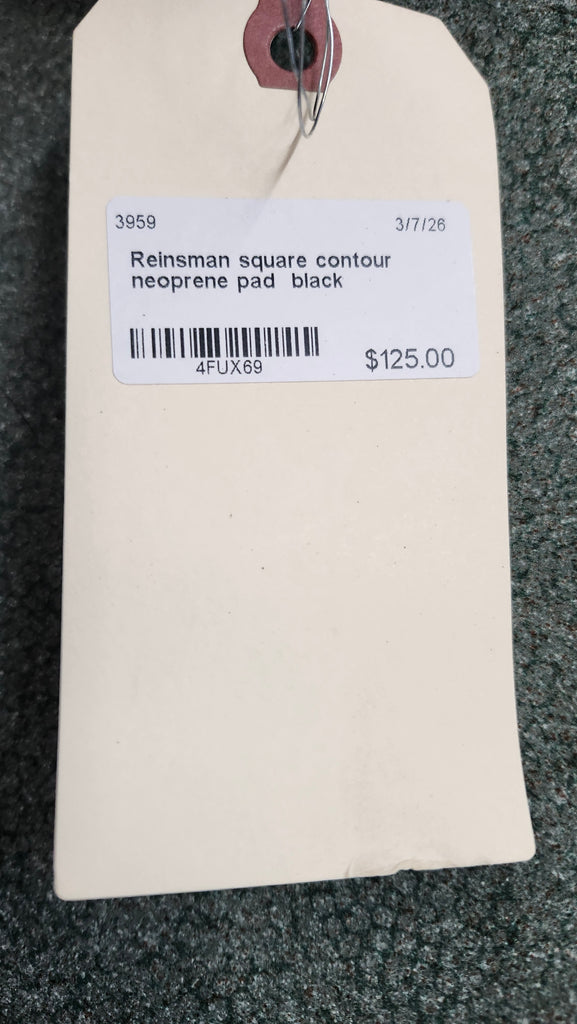 3959 3/7/26
Reinsman square contour
neoprene pad black
4FUX69 $125.00